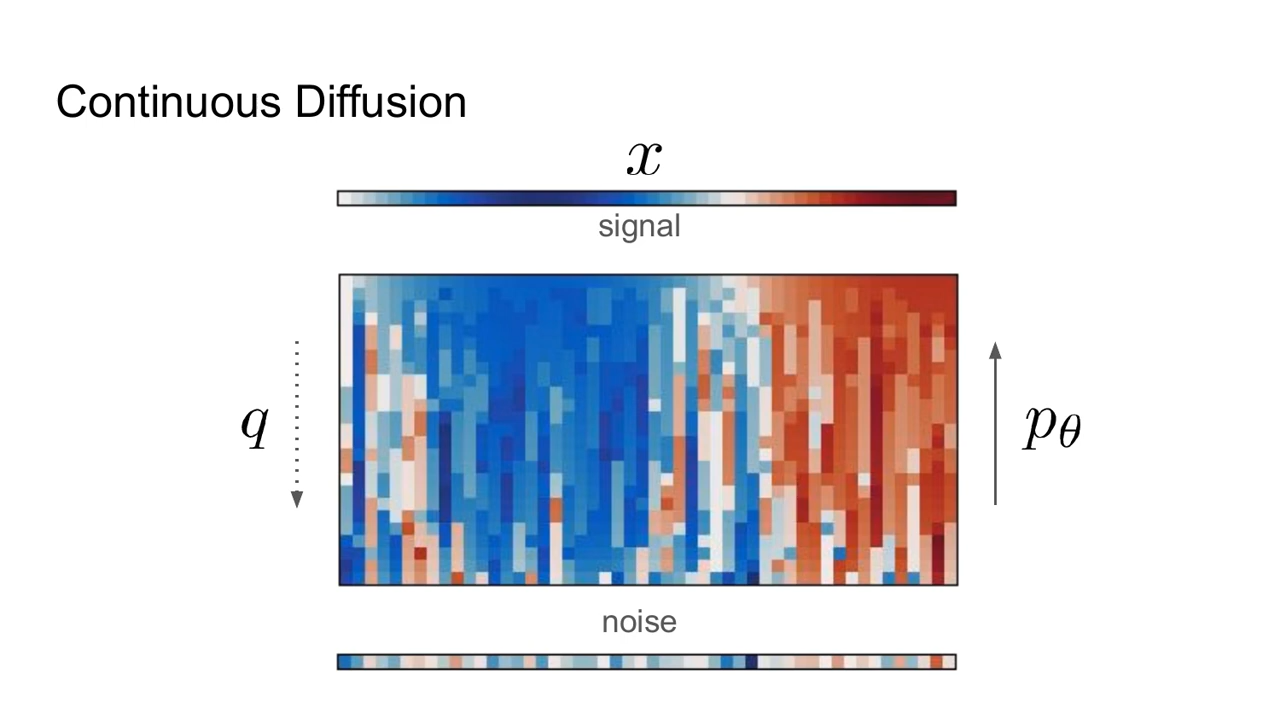 Continuous Diffusion
x
signal
q
pθ
noise